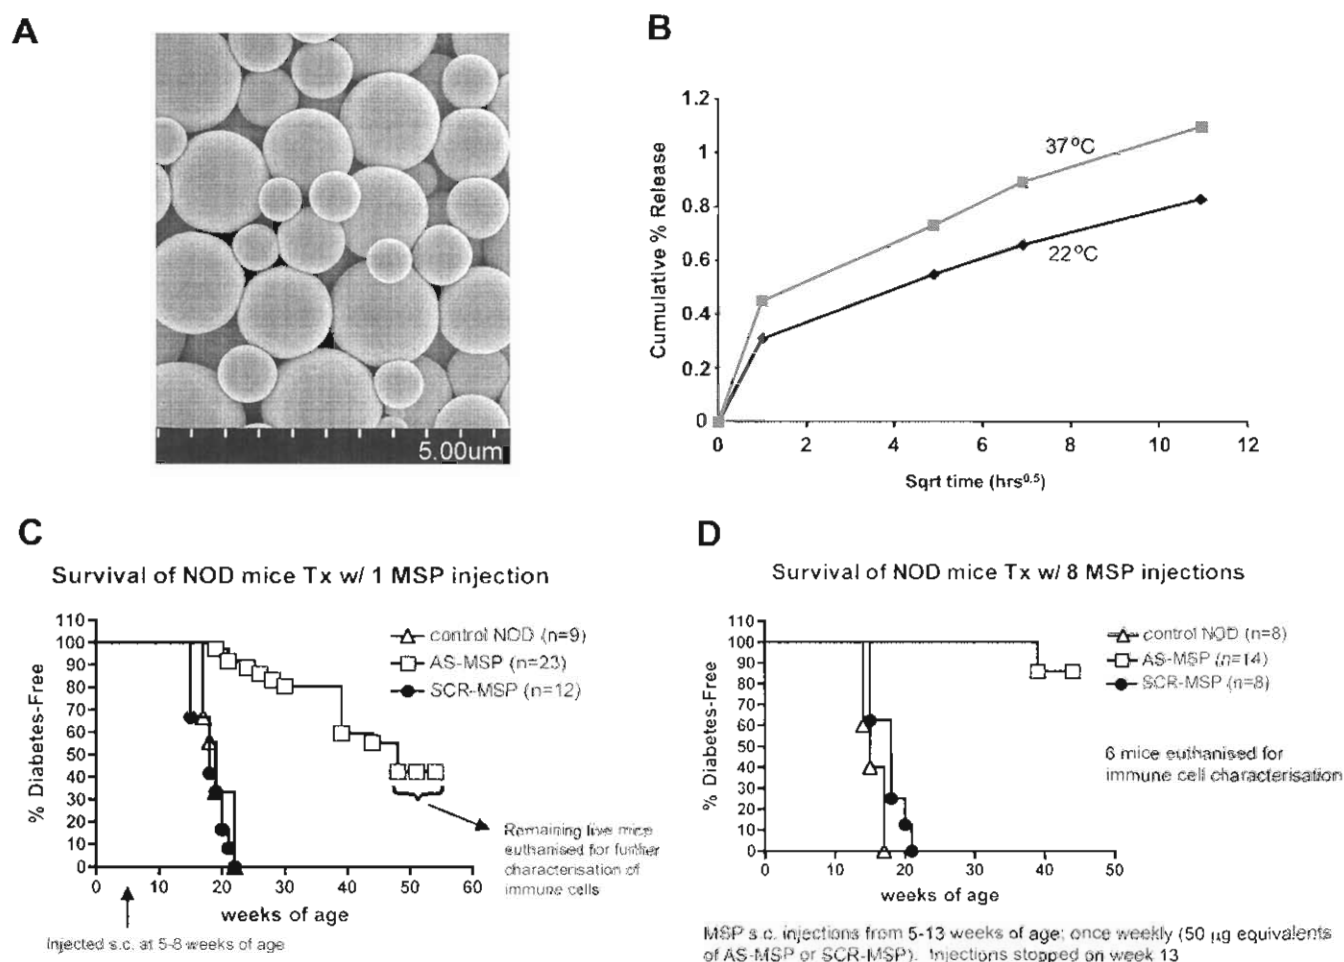 A
5.00um
B
1.2
1
0.8
0.6
0.4
0.2
0
Cumulative % Release
37°C
22°C
0 2 4 6 8 10 12
Sqrt time (hrs^0.5)
C
Survival of NOD mice Tx w/ 1 MSP injection
110
100
90
80
70
60
50
40
30
20
10
0
% Diabetes-Free
control NOD (n=9)
AS-MSP (n=23)
SCR-MSP (n=12)
Remaining live mice
euthanised for further
characterisation of
immune cells
0 10 20 30 40 50 60
weeks of age
Injected s.c. at 5-8 weeks of age
D
Survival of NOD mice Tx w/ 8 MSP injections
110
100
90
80
70
60
50
40
30
20
10
0
% Diabetes-Free
control NOD (n=8)
AS-MSP (n=14)
SCR-MSP (n=8)
6 mice euthanised for
immune cell characterisation
0 10 20 30 40 50
weeks of age
MSP s.c. injections from 5-13 weeks of age; once weekly (50 µg equivalents
of AS-MSP or SCR-MSP). Injections stopped on week 13